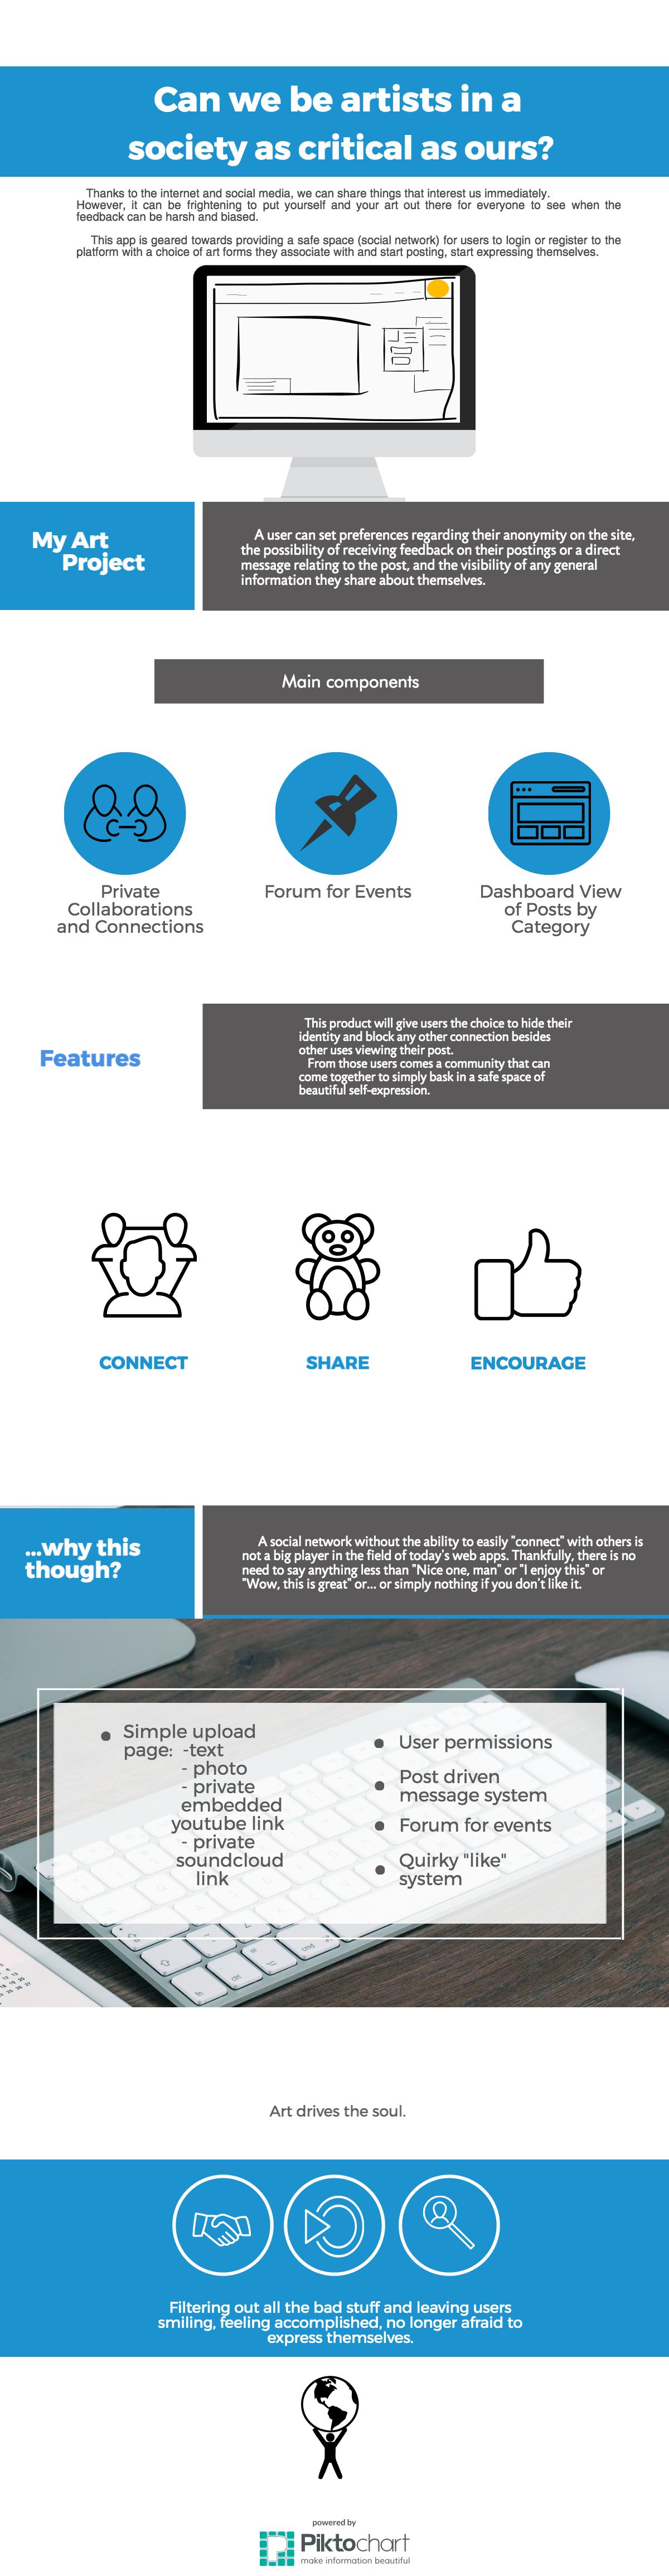 Can we be artists in a
society as critical as ours?
Thanks to the internet and social media, we can share things that interest us immediately.
However, it can be frightening to put yourself and your art out there for everyone to see when the
feedback can be harsh and biased.
This app is geared towards providing a safe space (social network) for users to login or register to the
platform with a choice of art forms they associate with and start posting, start expressing themselves.
My Art
Project
A user can set preferences regarding their anonymity on the site,
the possibility of receiving feedback on their postings or a direct
message relating to the post, and the visibility of any general
information they share about themselves.
Main components
Private
Collaborations
and Connections
Forum for Events
Dashboard View
of Posts by
Category
Features
This product will give users the choice to hide their
identity and block any other connection besides
other uses viewing their post.
From those users comes a community that can
come together to simply bask in a safe space of
beautiful self-expression.
CONNECT
SHARE
ENCOURAGE
...why this
though?
A social network without the ability to easily "connect" with others is
not a big player in the field of today's web apps. Thankfully, there is no
need to say anything less than "Nice one, man" or "I enjoy this" or
"Wow, this is great" or... or simply nothing if you don't like it.
Simple upload
page: -text
- photo
- private
embedded
youtube link
- private
soundcloud
link
User permissions
Post driven
message system
Forum for events
Quirky "like"
system
Art drives the soul.
Filtering out all the bad stuff and leaving users
smiling, feeling accomplished, no longer afraid to
express themselves.
powered by
Piktochart
make information beautiful